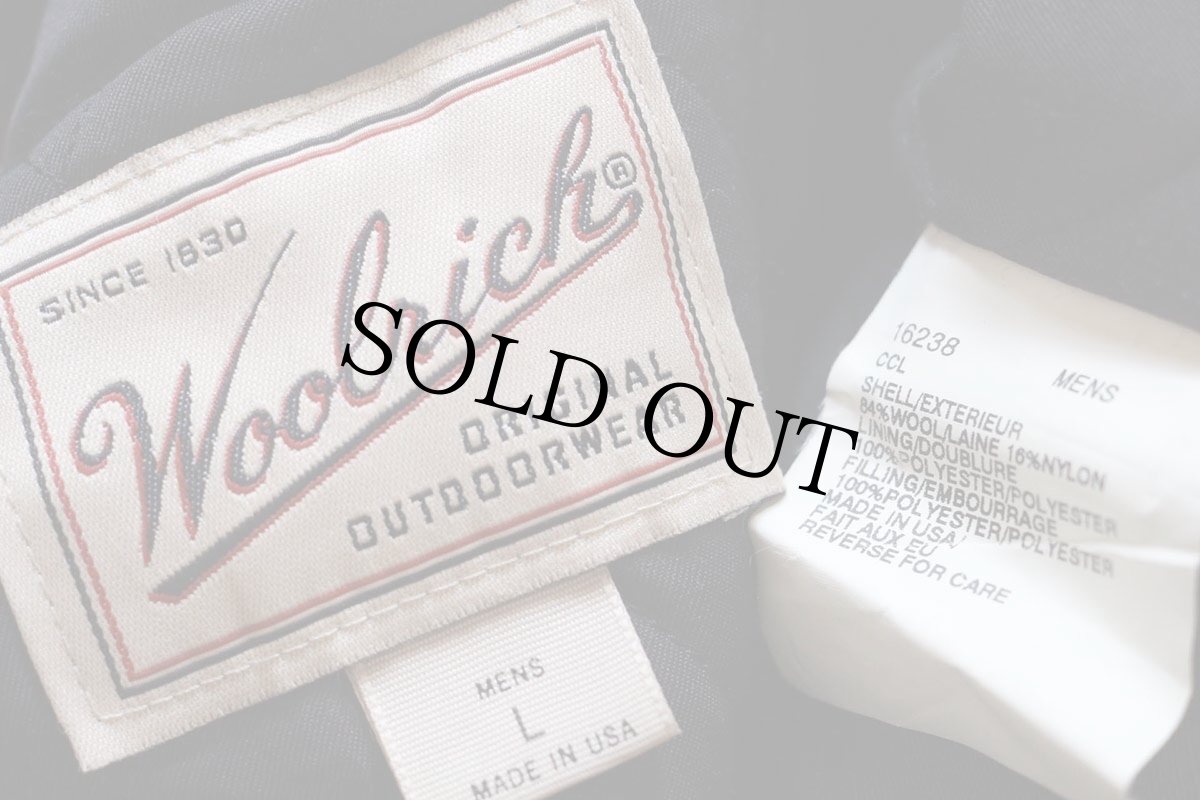 SINCE 1830
Woolrich®
ORIGINAL
OUTDOORWEAR
MENS
L
MADE IN USA
SOLD OUT
16238
CCL MENS
SHELL/EXTERIEUR
84%WOOL/LAINE 16%NYLON
LINING/DOUBLURE
100%POLYESTER/POLYESTER
FILLING/EMBOURRAGE
100%POLYESTER/POLYESTER
MADE IN USA/
FAIT AUX EU
REVERSE FOR CARE